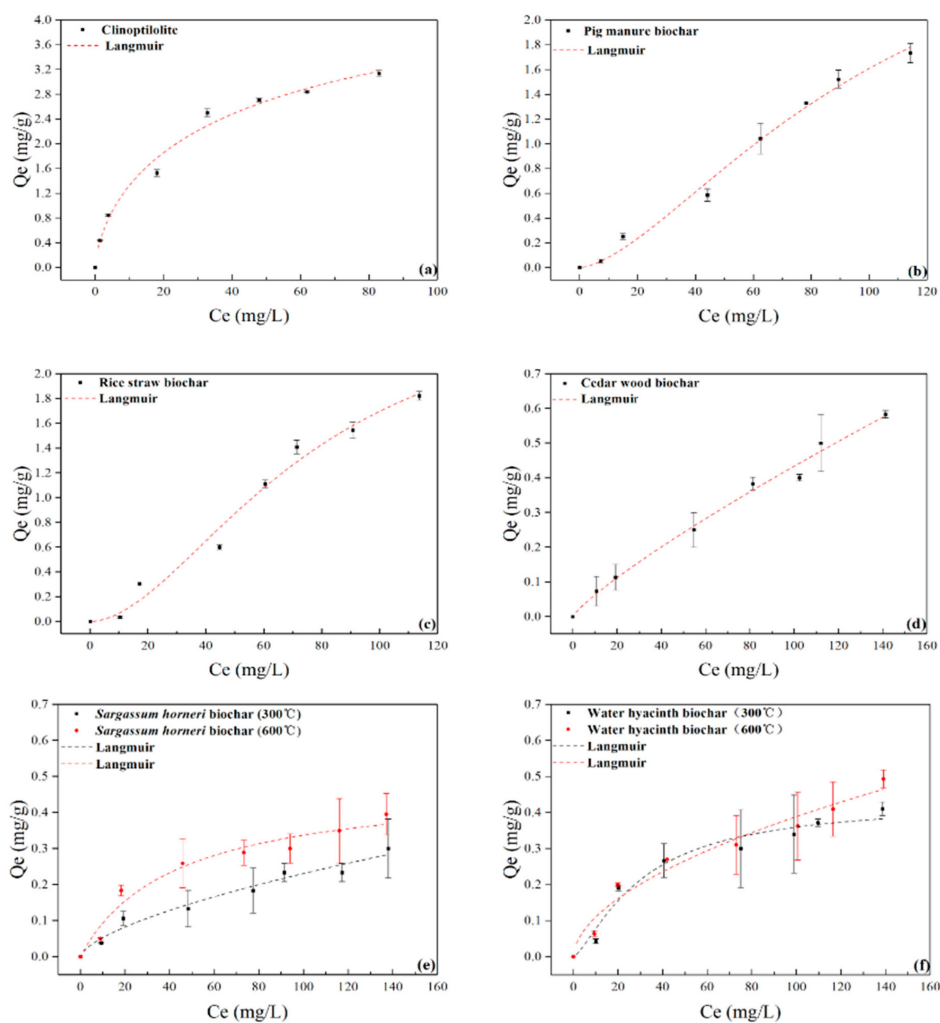 Clinoptilolite
Langmuir
Qe (mg/g)
4.0
3.6
3.2
2.8
2.4
2.0
1.6
1.2
0.8
0.4
0.0
0 20 40 60 80 100
(a)
Ce (mg/L)
Pig manure biochar
Langmuir
Qe (mg/g)
2.0
1.8
1.6
1.4
1.2
1.0
0.8
0.6
0.4
0.2
0.0
0 20 40 60 80 100 120
(b)
Ce (mg/L)
Rice straw biochar
Langmuir
Qe (mg/g)
2.0
1.8
1.6
1.4
1.2
1.0
0.8
0.6
0.4
0.2
0.0
0 20 40 60 80 100 120
(c)
Ce (mg/L)
Cedar wood biochar
Langmuir
Qe (mg/g)
0.7
0.6
0.5
0.4
0.3
0.2
0.1
0.0
0 20 40 60 80 100 120 140 160
(d)
Ce (mg/L)
Sargassum horneri biochar (300℃)
Sargassum horneri biochar (600℃)
Langmuir
Langmuir
Qe (mg/g)
0.7
0.6
0.5
0.4
0.3
0.2
0.1
0.0
0 20 40 60 80 100 120 140 160
(e)
Ce (mg/L)
Water hyacinth biochar（300℃）
Water hyacinth biochar（600℃）
Langmuir
Langmuir
Qe (mg/g)
0.7
0.6
0.5
0.4
0.3
0.2
0.1
0.0
0 20 40 60 80 100 120 140 160
(f)
Ce (mg/L)